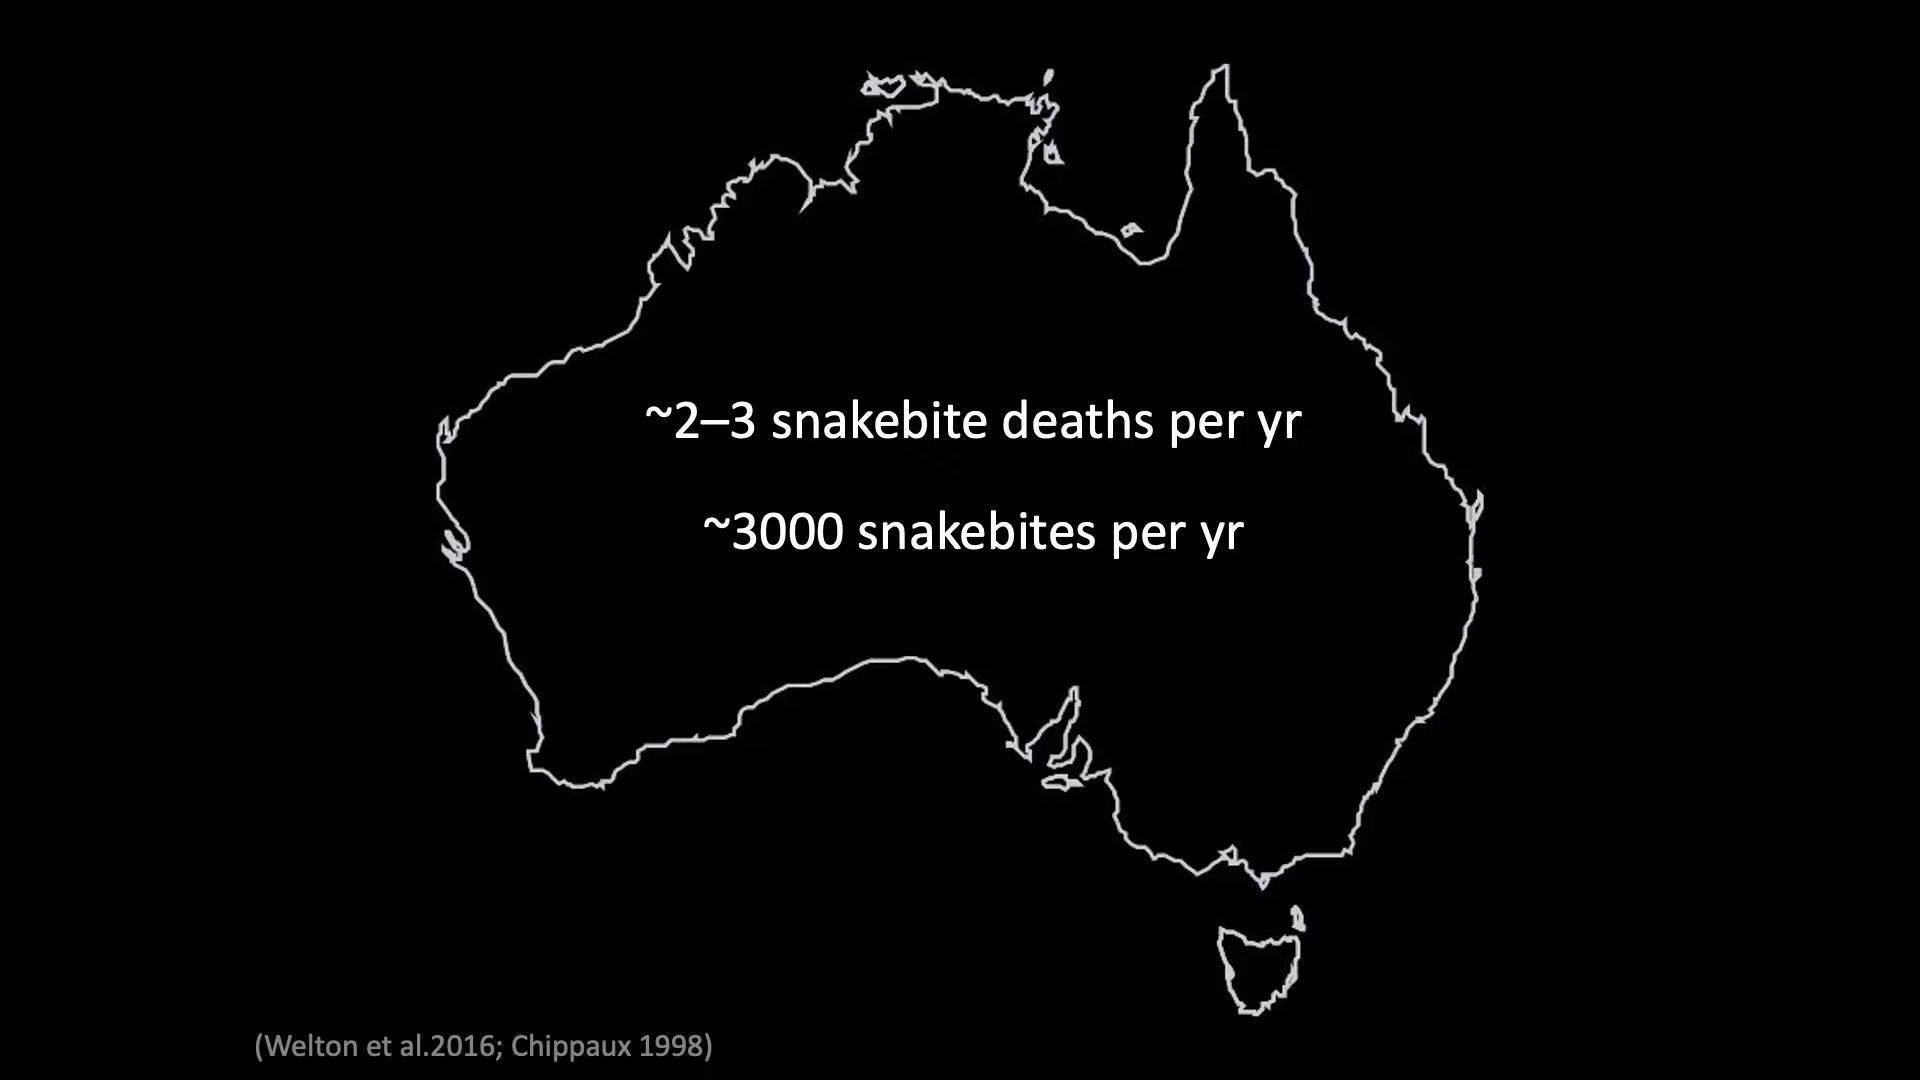 ~2–3 snakebite deaths per yr
~3000 snakebites per yr
(Welton et al.2016; Chippaux 1998)